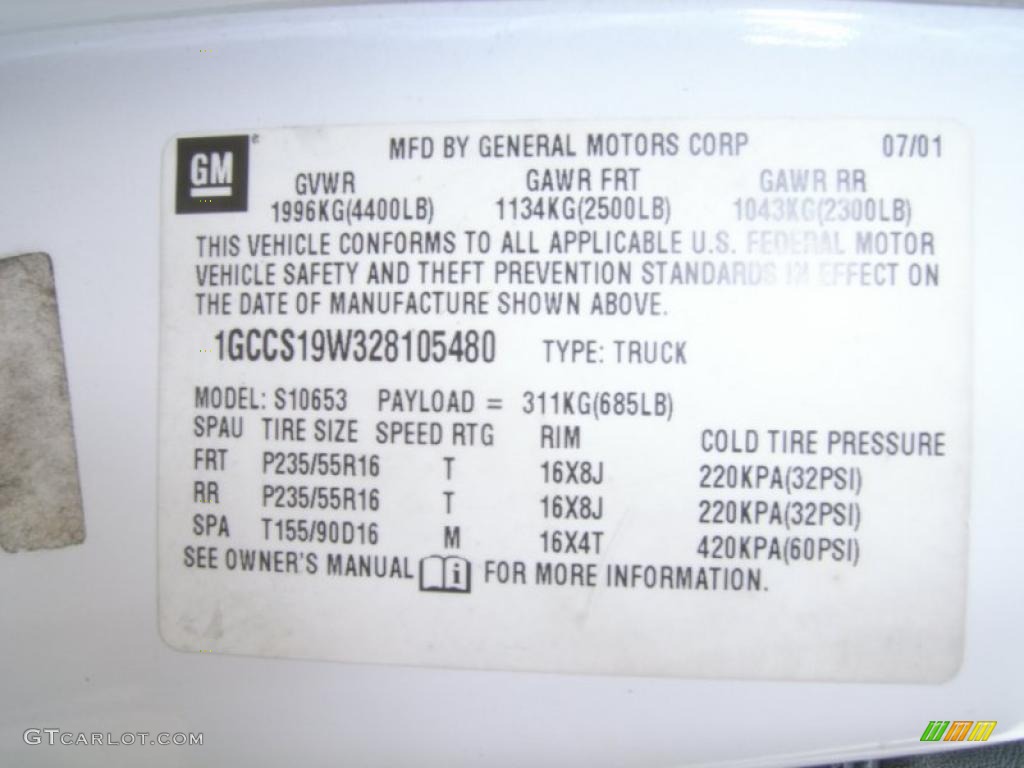 GM ® MFD BY GENERAL MOTORS CORP 07/01
GVWR GAWR FRT GAWR RR
1996KG(4400LB) 1134KG(2500LB) 1043KG(2300LB)
THIS VEHICLE CONFORMS TO ALL APPLICABLE U.S. FEDERAL MOTOR
VEHICLE SAFETY AND THEFT PREVENTION STANDARDS IN EFFECT ON
THE DATE OF MANUFACTURE SHOWN ABOVE.
1GCCS19W328105480 TYPE: TRUCK
MODEL: S10653 PAYLOAD = 311KG(685LB)
SPAU TIRE SIZE SPEED RTG RIM COLD TIRE PRESSURE
FRT P235/55R16 T 16X8J 220KPA(32PSI)
RR P235/55R16 T 16X8J 220KPA(32PSI)
SPA T155/90D16 M 16X4T 420KPA(60PSI)
SEE OWNER'S MANUAL i FOR MORE INFORMATION.
GTCARLOT.COM